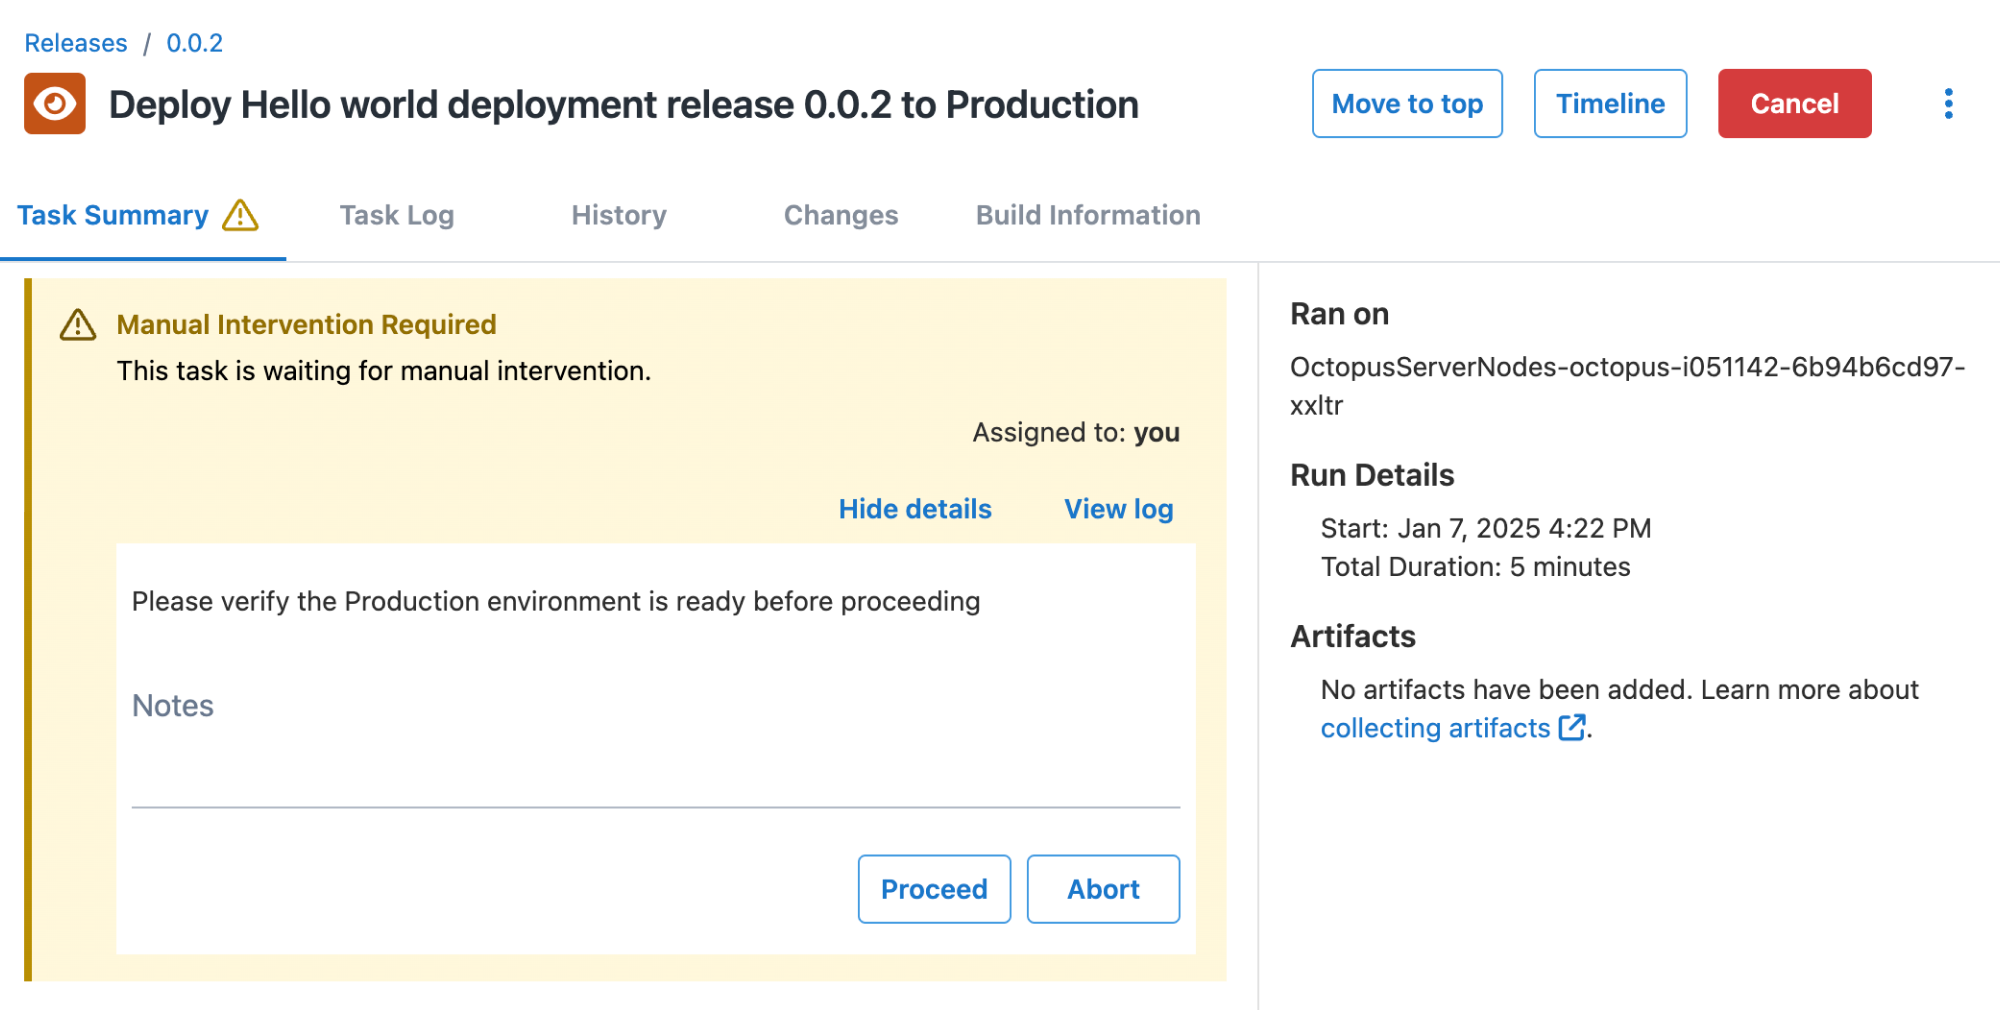 Releases / 0.0.2
Deploy Hello world deployment release 0.0.2 to Production
Move to top
Timeline
Cancel
Task Summary
Task Log
History
Changes
Build Information
Manual Intervention Required
This task is waiting for manual intervention.
Assigned to: you
Hide details
View log
Please verify the Production environment is ready before proceeding
Notes
Proceed
Abort
Ran on
OctopusServerNodes-octopus-i051142-6b94b6cd97-
xxltr
Run Details
Start: Jan 7, 2025 4:22 PM
Total Duration: 5 minutes
Artifacts
No artifacts have been added. Learn more about
collecting artifacts.